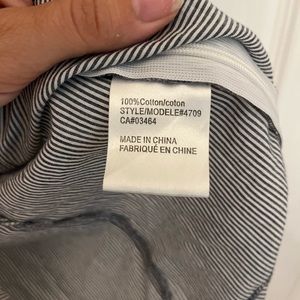 100%Cotton/coton
STYLE/MODELE#4709
CA#03464
MADE IN CHINA
FABRIQUÉ EN CHINE